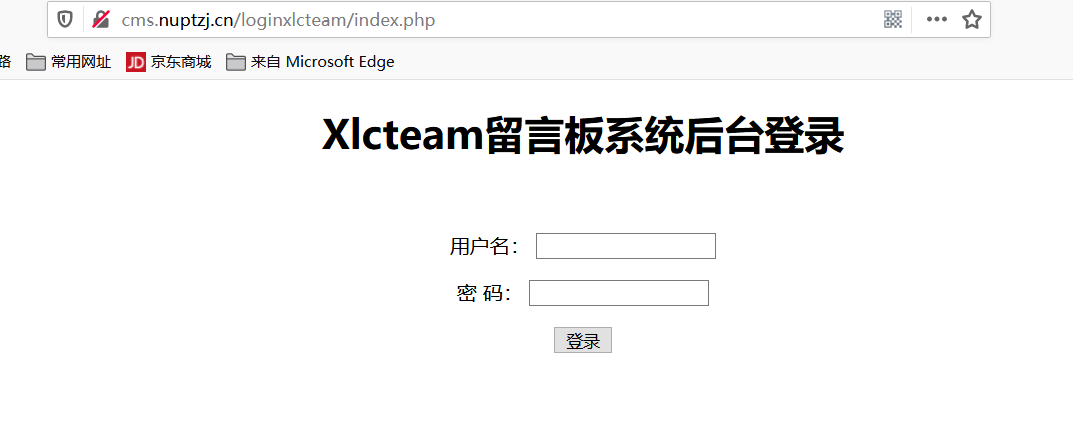 cms.nuptzj.cn/loginxlcteam/index.php
路 常用网址 JD 京东商城 来自 Microsoft Edge
Xlcteam留言板系统后台登录
用户名：
密 码：
登录